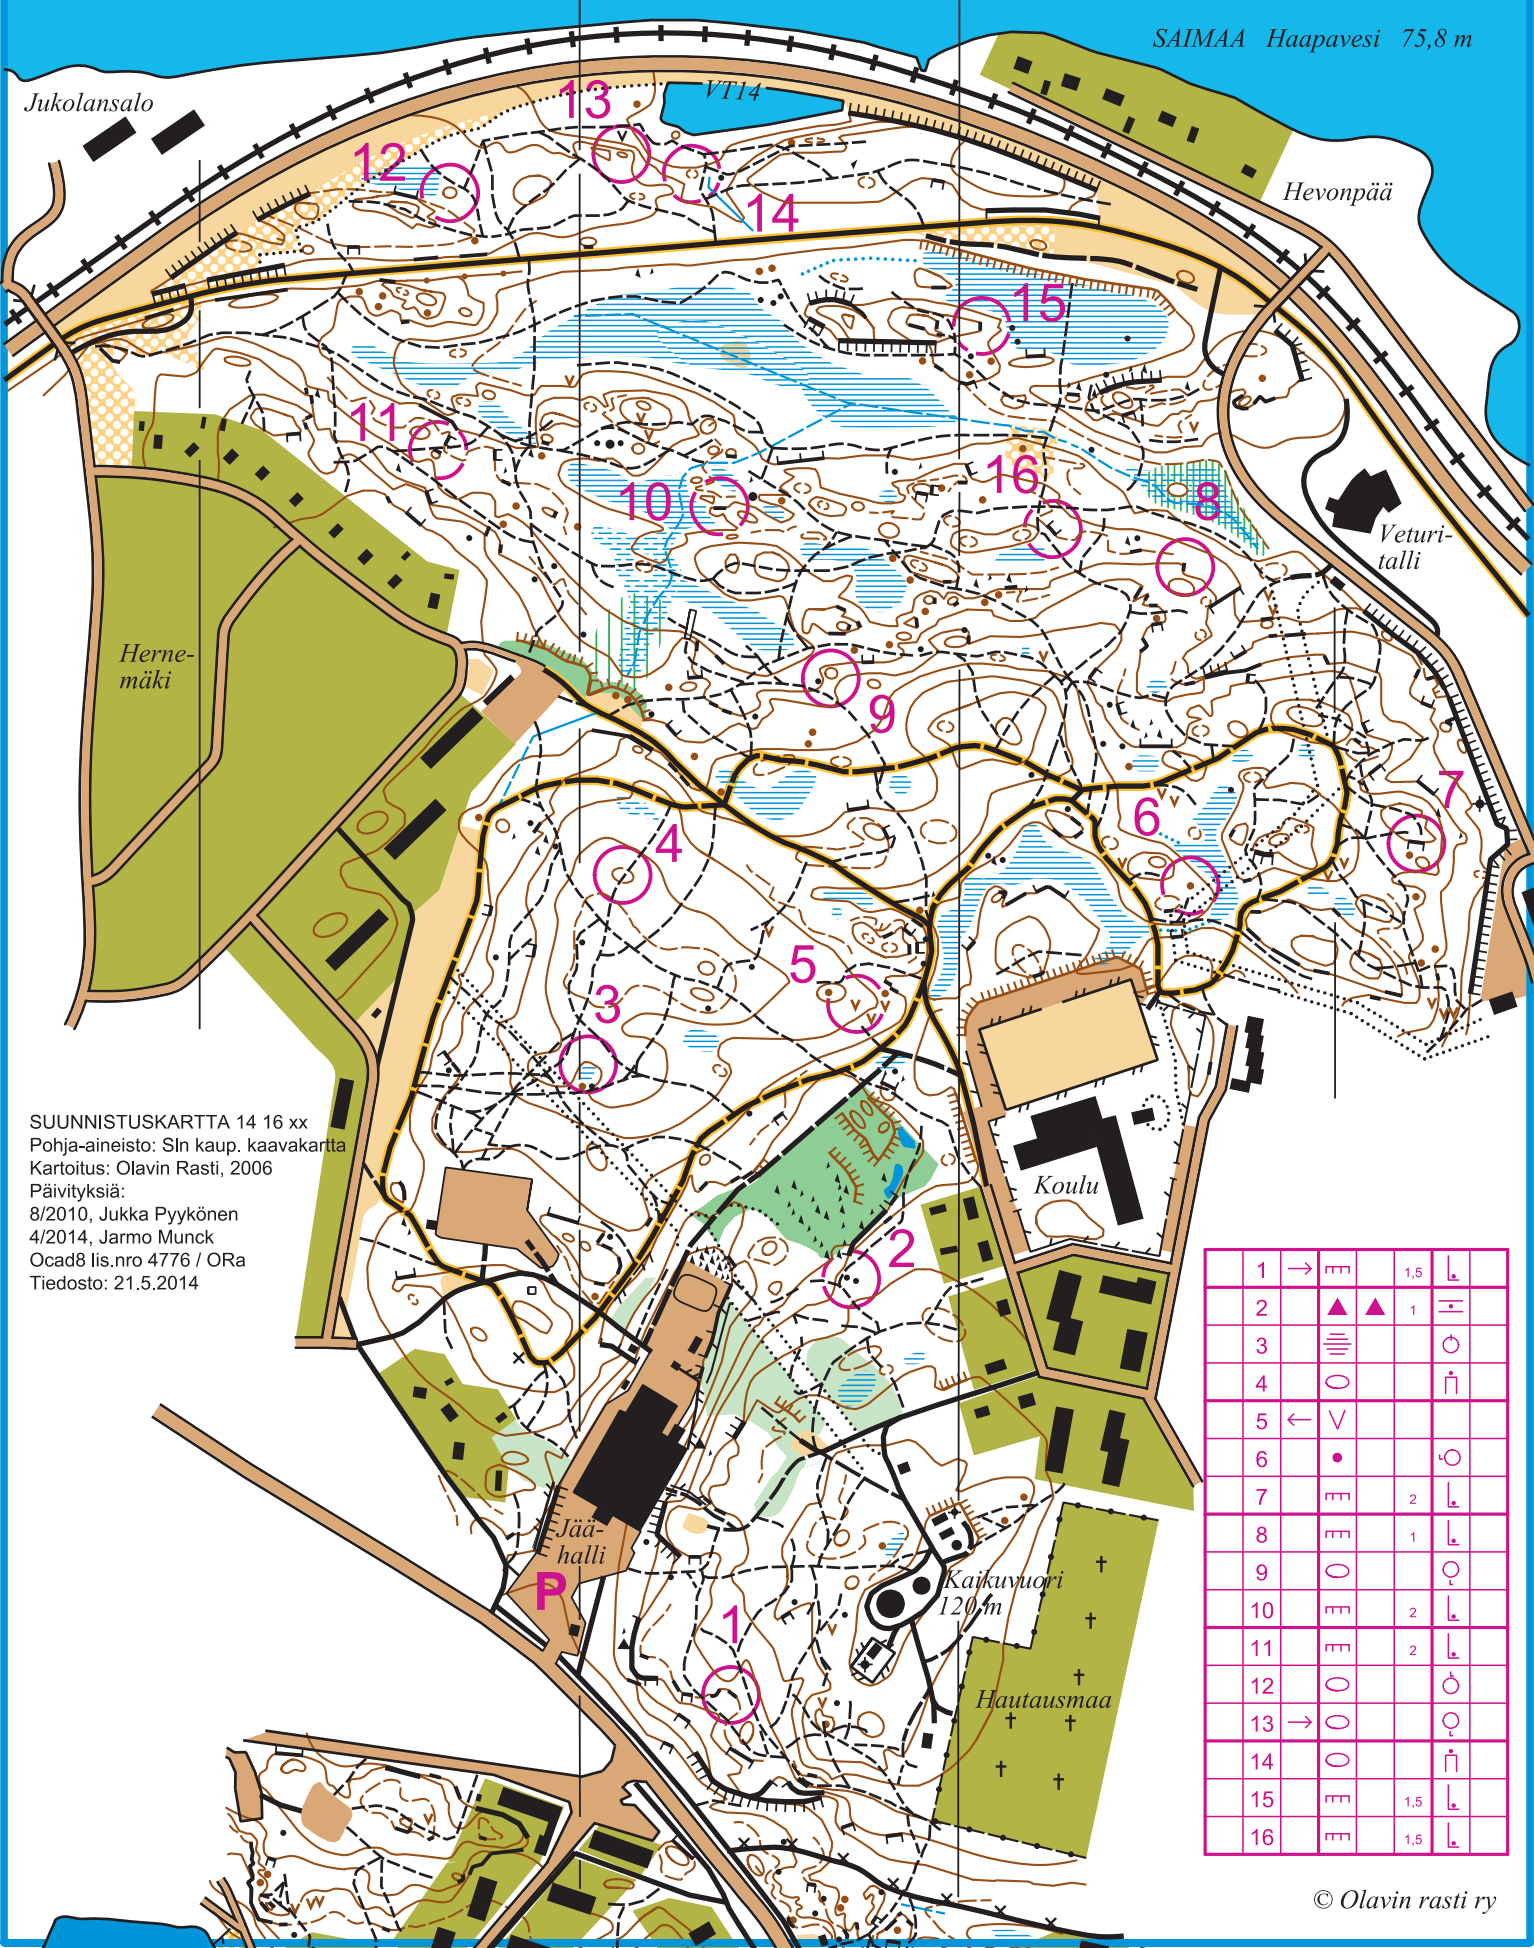 SAIMAA Haapavesi 75,8 m
Jukolansalo
VT14
13
12
Hevonpää
14
15
11
16
10
8
Veturi-
talli
Herne-
mäki
9
7
6
4
5
3
SUUNNISTUSKARTTA 14 16 xx
Pohja-aineisto: Sln kaup. kaavakartta
Kartoitus: Olavin Rasti, 2006
Päivityksiä:
8/2010, Jukka Pyykönen
4/2014, Jarmo Munck
Ocad8 lis.nro 4776 / ORa
Tiedosto: 21.5.2014
Koulu
2
Jää-
halli
P
Kaikuvuori
120 m
1
Hautausmaa
1 1,5
2 1
3
4
5
6
7 2
8 1
9
10 2
11 2
12
13
14
15 1,5
16 1,5
© Olavin rasti ry